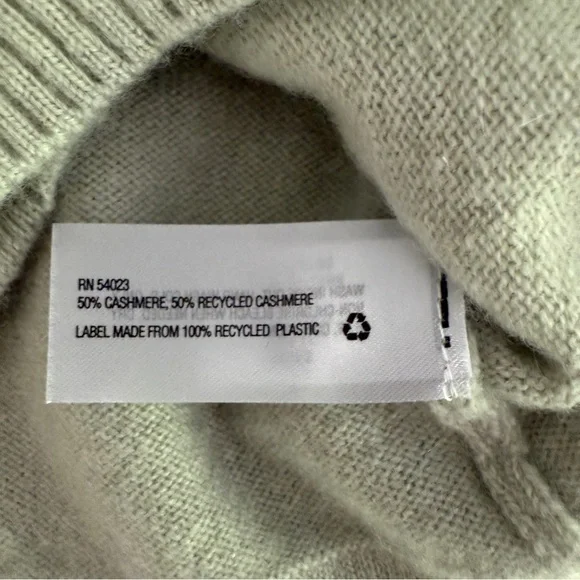 RN 54023
50% CASHMERE, 50% RECYCLED CASHMERE
LABEL MADE FROM 100% RECYCLED PLASTIC